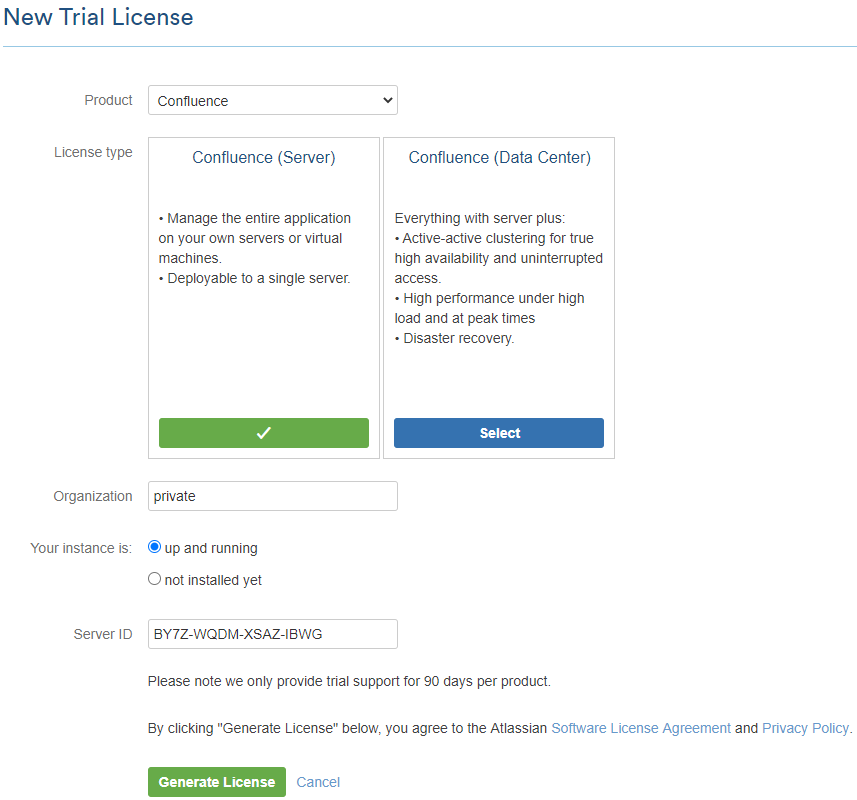 New Trial License
Product
Confluence
License type
Confluence (Server)
• Manage the entire application
on your own servers or virtual
machines.
• Deployable to a single server.
Confluence (Data Center)
Everything with server plus:
• Active-active clustering for true
high availability and uninterrupted
access.
• High performance under high
load and at peak times
• Disaster recovery.
Select
Organization
private
Your instance is:
up and running
not installed yet
Server ID
BY7Z-WQDM-XSAZ-IBWG
Please note we only provide trial support for 90 days per product.
By clicking "Generate License" below, you agree to the Atlassian Software License Agreement and Privacy Policy.
Generate License
Cancel